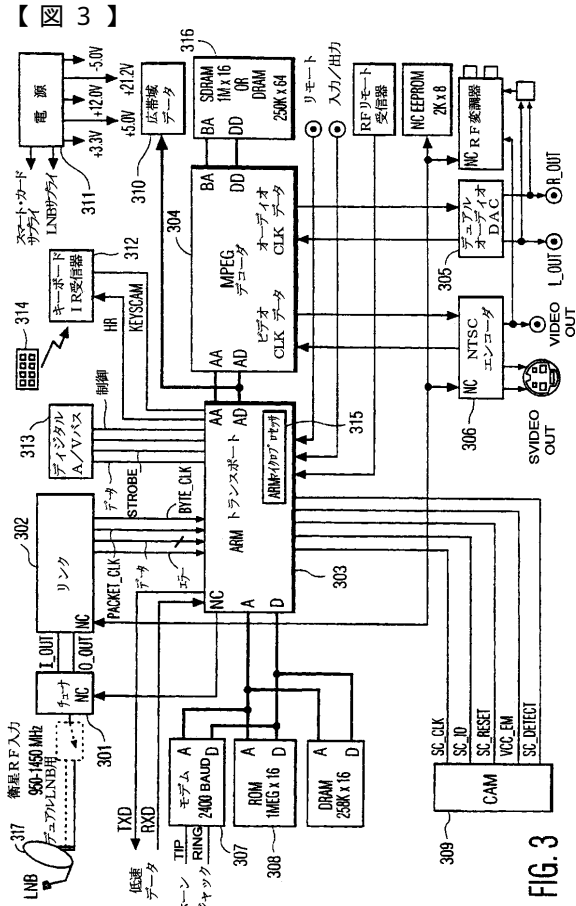 【図3】
衛星RF入力
950-1450 MHz
デュアルLNB用
317
LNB
チューナ
NC
301
I_OUT
Q_OUT
リンク
NC
302
PACKET_CLK
データ
エラー
BYTE_CLK
ディジタル
A/Vバス
313
データ
STROBE
制御
314
キーボード
IR受信器
312
HR
KEYSCAM
スマート・カード
サプライ
LNBサプライ
電源
311
+3.3V
+12.0V
+5.0V
-5.0V
+21.2V
広帯域
データ
310
SDRAM
1M x 16
OR
DRAM
250K x 64
316
BA
DD
BA
DD
304
MPEG
デコーダ
AA
AD
ビデオ
CLK データ
オーディオ
CLK データ
リモート
入力/出力
RFリモート
受信器
NC EEPROM
2K x 8
NC RF変調器
デュアル
オーディオ
DAC
305
R_OUT
L_OUT
NTSC
エンコーダ
NC
306
VIDEO
OUT
SVIDEO
OUT
AA
AD
ARM トランスポート
ARMマイクロプロセッサ
315
303
NC
A
D
TXD
RXD
低速
データ
TIP
RING
ジャック
モデム
2400 BAUD
A
D
307
ROM
1MEG x 16
A
D
308
DRAM
258K x 16
A
D
SC_CLK
SC_IO
SC_RESET
VCC_EM
SC_DETECT
CAM
309
FIG. 3